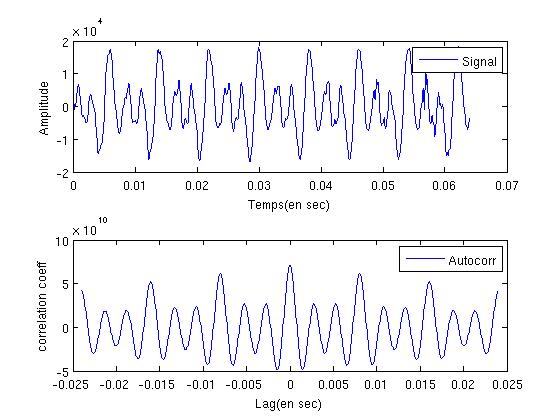 x 10^4
2
1
0
-1
-2
Amplitude
Signal
0 0.01 0.02 0.03 0.04 0.05 0.06 0.07
Temps(en sec)
x 10^10
10
5
0
-5
correlation coeff
Autocorr
-0.025 -0.02 -0.015 -0.01 -0.005 0 0.005 0.01 0.015 0.02 0.025
Lag(en sec)